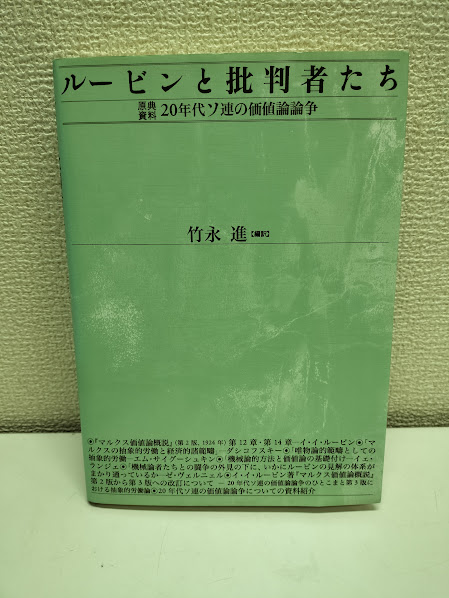 ルービンと批判者たち
原典
資料 20年代ソ連の価値論論争
竹永 進【編訳】
◉『マルクス価値論概説』(第2版、1924年) 第12章・第14章―イ・イ・ルービン◉「マ
ルクスの抽象的労働と経済的諸範疇」―ダシコフスキー◉「唯物論的範疇としての
抽象的労働―エム・サイグーシュキン◉「機械論的方法と価値論の基礎付け―イェ・
ランジェ◉「機械論者たちとの闘争の外見の下に、いかにルービンの見解の体系が
まかり通っているか―ゼ・ヴェルニェル◉イ・イ・ルービン著『マルクス価値論概説』
第2版から第3版への改訂について ― 20年代ソ連の価値論論争のひとこまと第3版に
おける抽象的労働論◉20年代ソ連の価値論論争についての資料紹介